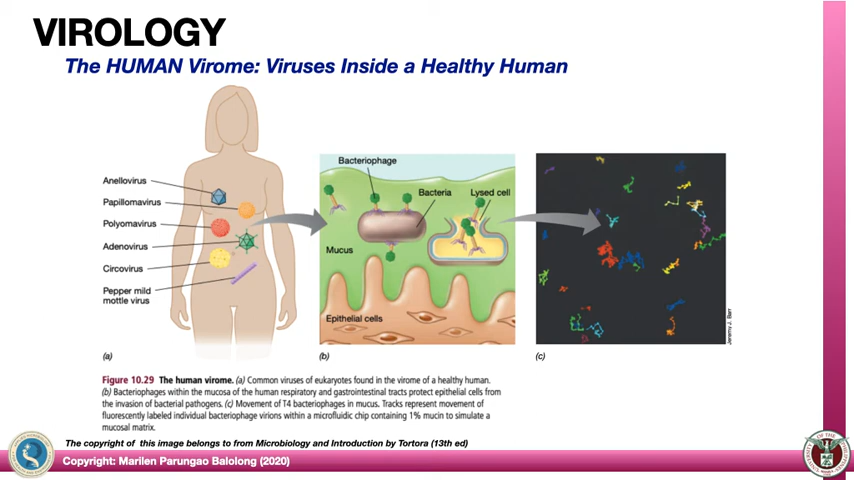 VIROLOGY
The HUMAN Virome: Viruses Inside a Healthy Human
Anellovirus
Papillomavirus
Polyomavirus
Adenovirus
Circovirus
Pepper mild
mottle virus
(a)
Bacteriophage
Bacteria
Lysed cell
Mucus
Epithelial cells
(b)
Jeremy J. Barr
(c)
Figure 10.29 The human virome. (a) Common viruses of eukaryotes found in the virome of a healthy human.
(b) Bacteriophages within the mucosa of the human respiratory and gastrointestinal tracts protect epithelial cells from
the invasion of bacterial pathogens. (c) Movement of T4 bacteriophages in mucus. Tracks represent movement of
fluorescently labeled individual bacteriophage virions within a microfluidic chip containing 1% mucin to simulate a
mucosal matrix.
The copyright of this image belongs to from Microbiology and Introduction by Tortora (13th ed)
Copyright: Marilen Parungao Balolong (2020)